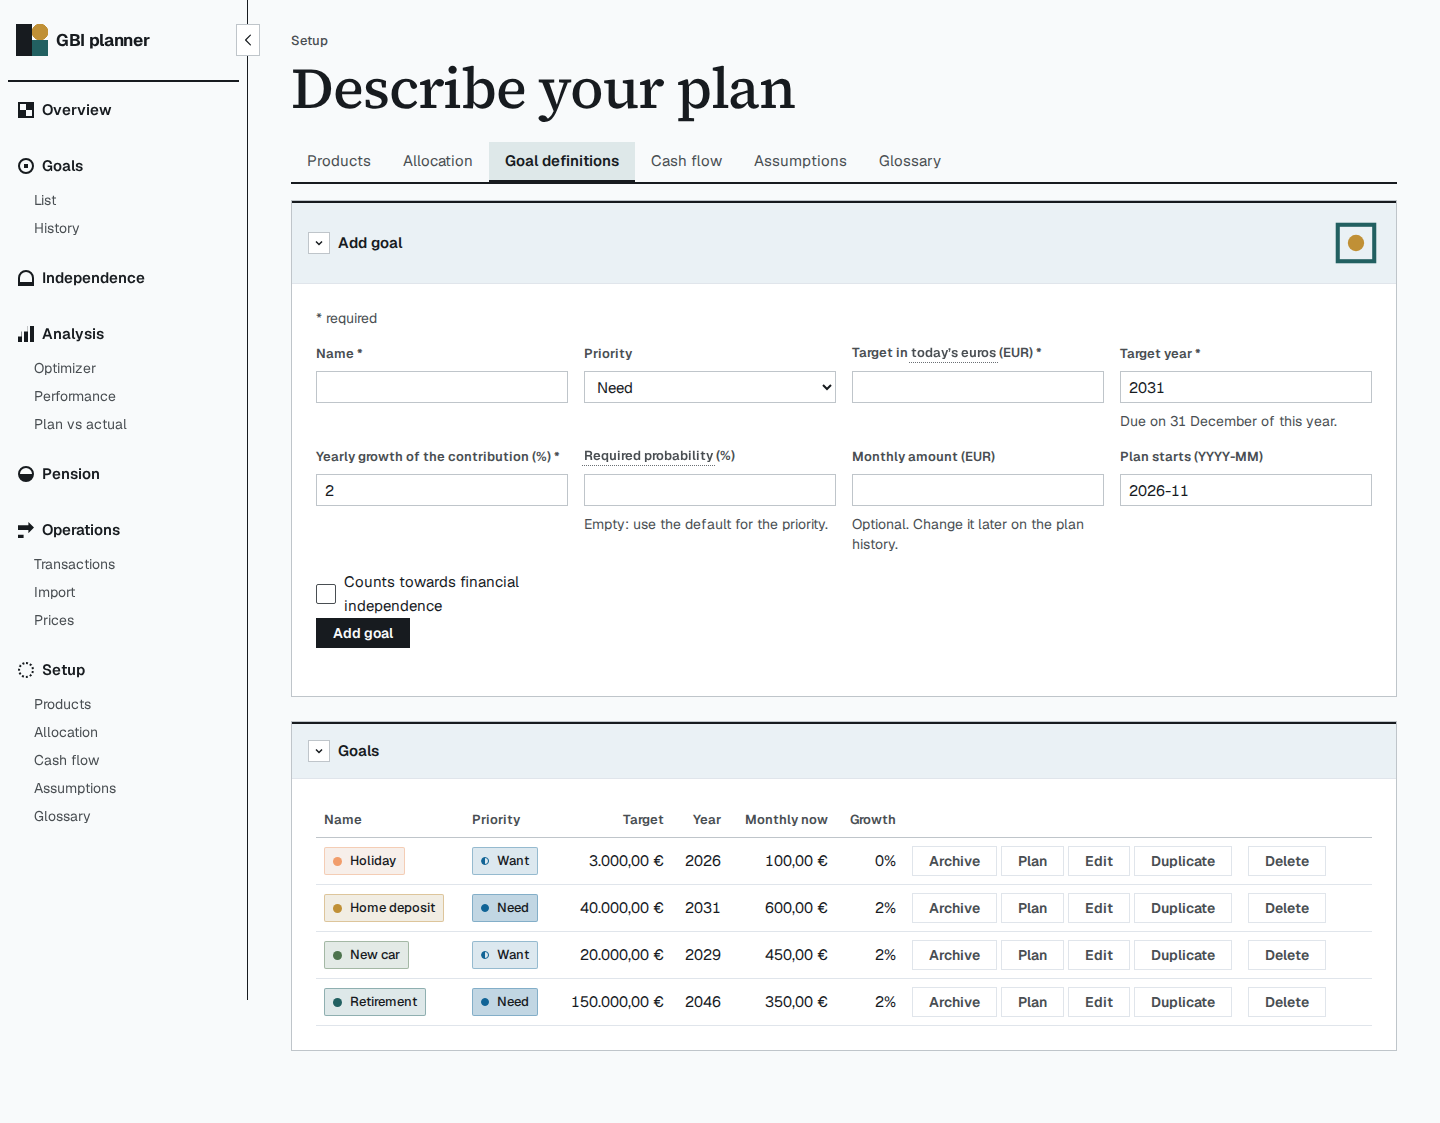 GBI planner
Overview
Goals
List
History
Independence
Analysis
Optimizer
Performance
Plan vs actual
Pension
Operations
Transactions
Import
Prices
Setup
Products
Allocation
Cash flow
Assumptions
Glossary
Setup
Describe your plan
Products Allocation Goal definitions Cash flow Assumptions Glossary
Add goal
* required
Name * Priority Target in today's euros (EUR) * Target year *
Need 2031
Due on 31 December of this year.
Yearly growth of the contribution (%) * Required probability (%) Monthly amount (EUR) Plan starts (YYYY-MM)
2 2026-11
Empty: use the default for the priority. Optional. Change it later on the plan
history.
Counts towards financial
independence
Add goal
Goals
Name Priority Target Year Monthly now Growth
Holiday Want 3.000,00 € 2026 100,00 € 0% Archive Plan Edit Duplicate Delete
Home deposit Need 40.000,00 € 2031 600,00 € 2% Archive Plan Edit Duplicate Delete
New car Want 20.000,00 € 2029 450,00 € 2% Archive Plan Edit Duplicate Delete
Retirement Need 150.000,00 € 2046 350,00 € 2% Archive Plan Edit Duplicate Delete